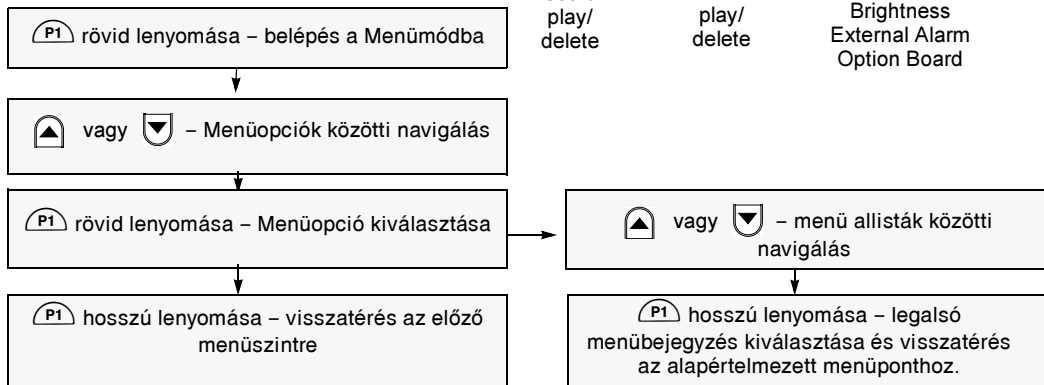 play/
delete
play/
delete
Brightness
External Alarm
Option Board
P1 rövid lenyomása – belépés a Menümódba
vagy – Menüopciók közötti navigálás
P1 rövid lenyomása – Menüopció kiválasztása
vagy – menü allisták közötti
navigálás
P1 hosszú lenyomása – visszatérés az előző
menüszintre
P1 hosszú lenyomása – legalsó
menübejegyzés kiválasztása és visszatérés
az alapértelmezett menüponthoz.